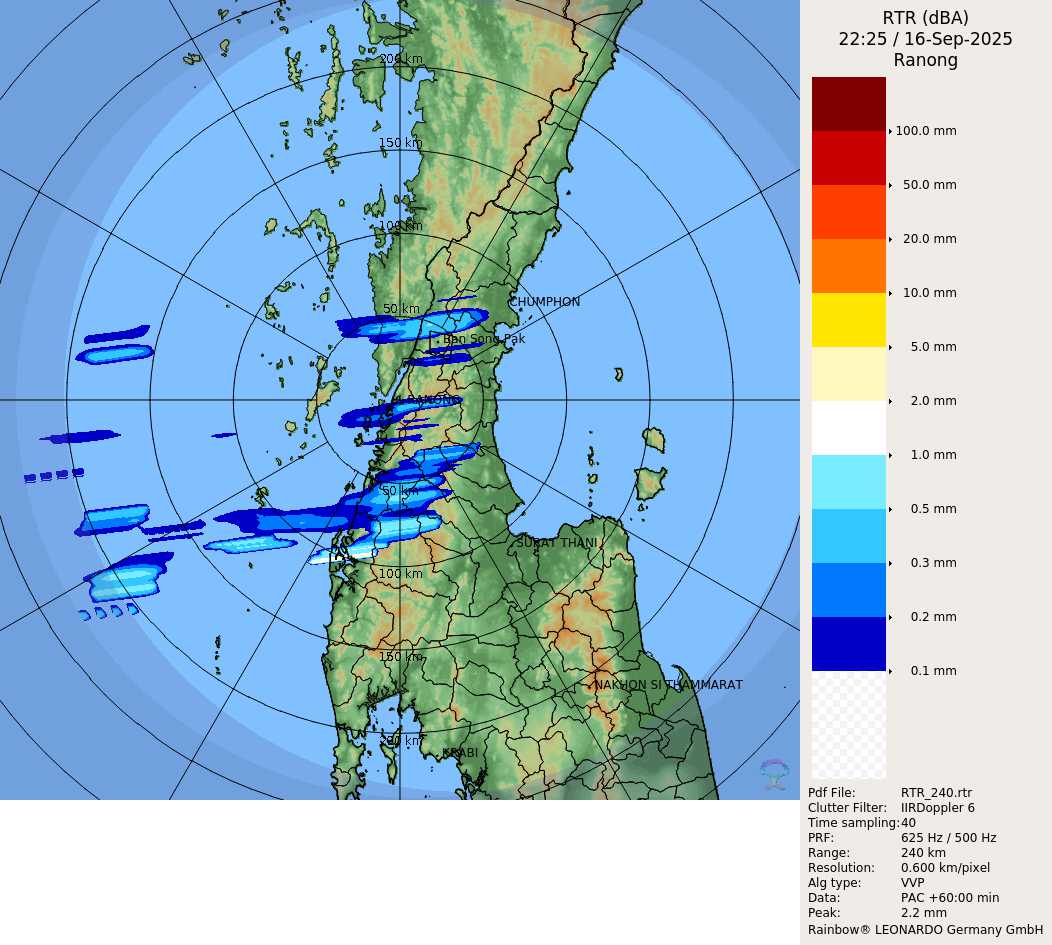 RTR (dBA)
22:25 / 16-Sep-2025
Ranong
200 km
150 km
100 km
50 km
CHUMPHON
Ban Song Pak
RANONG
50 km
SURAT THANI
100 km
150 km
NAKHON SI THAMMARAT
200 km
KRABI
100.0 mm
50.0 mm
20.0 mm
10.0 mm
5.0 mm
2.0 mm
1.0 mm
0.5 mm
0.3 mm
0.2 mm
0.1 mm
Pdf File: RTR_240.rtr
Clutter Filter: IIRDoppler 6
Time sampling:40
PRF: 625 Hz / 500 Hz
Range: 240 km
Resolution: 0.600 km/pixel
Alg type: VVP
Data: PAC +60:00 min
Peak: 2.2 mm
Rainbow® LEONARDO Germany GmbH